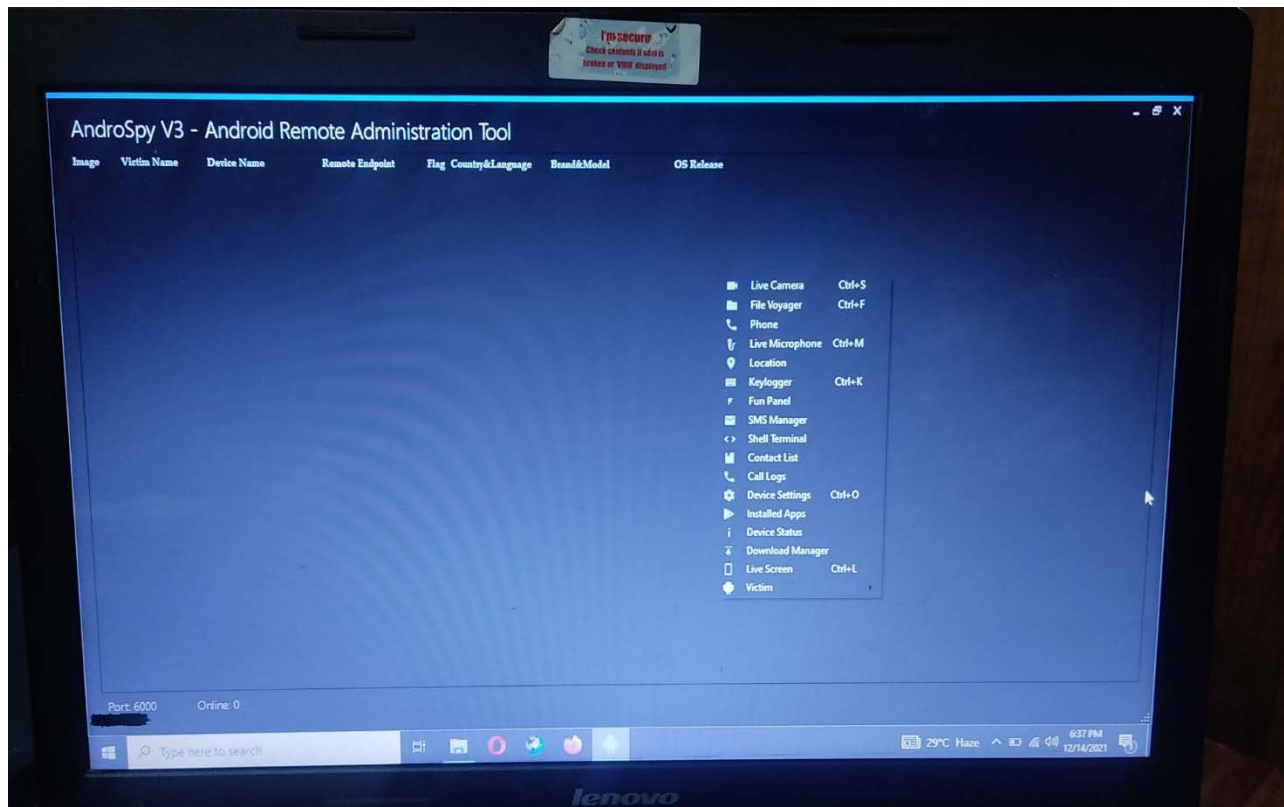 I'm secure
Check contents if seal is
broken or 'VOID' displayed
AndroSpy V3 - Android Remote Administration Tool
Image Victim Name Device Name Remote Endpoint Flag Country&Language Brand&Model OS Release
Live Camera Ctrl+S
File Voyager Ctrl+F
Phone
Live Microphone Ctrl+M
Location
Keylogger Ctrl+K
Fun Panel
SMS Manager
Shell Terminal
Contact List
Call Logs
Device Settings Ctrl+O
Installed Apps
Device Status
Download Manager
Live Screen Ctrl+L
Victim
Port: 6000 Online: 0
Type here to search
29°C Haze
6:37 PM
12/14/2021
lenovo